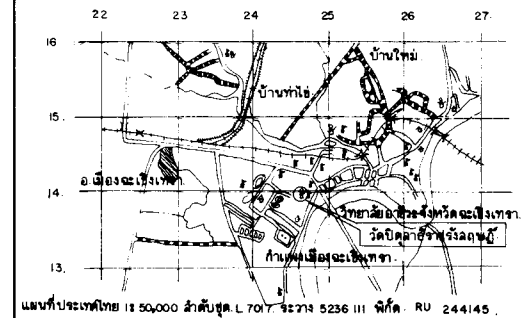 22 23 24 25 26 27
16
บ้านใหม่
บ้านท่าไข่
15
อ.เมืองฉะเชิงเทรา
14
วิทยาลัยอาชีวะจังหวัดฉะเชิงเทรา
วัดปิตุลาธิราชรังสฤษฎิ์
กำแพงเมืองฉะเชิงเทรา
13
แผนที่ประเทศไทย 1:50,000 ลำดับชุด L 7017 ระวาง 5236 III พิกัด RU 244145